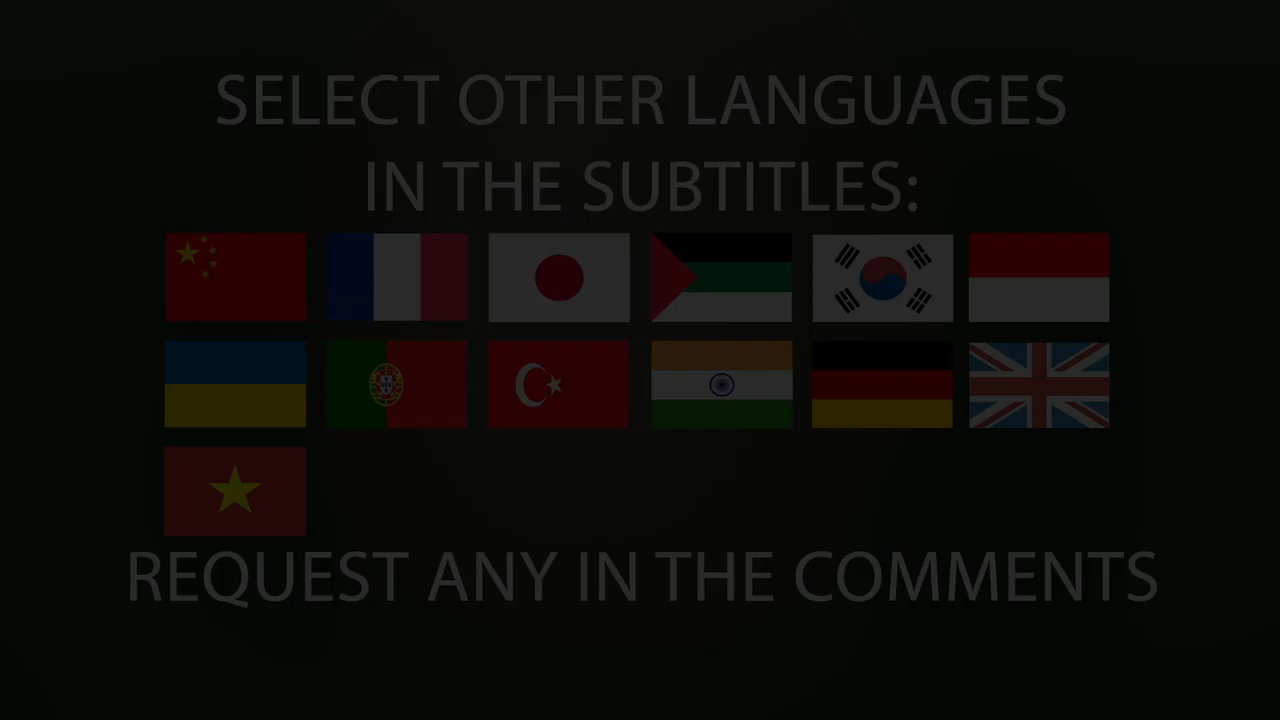 SELECT OTHER LANGUAGES
IN THE SUBTITLES:
REQUEST ANY IN THE COMMENTS